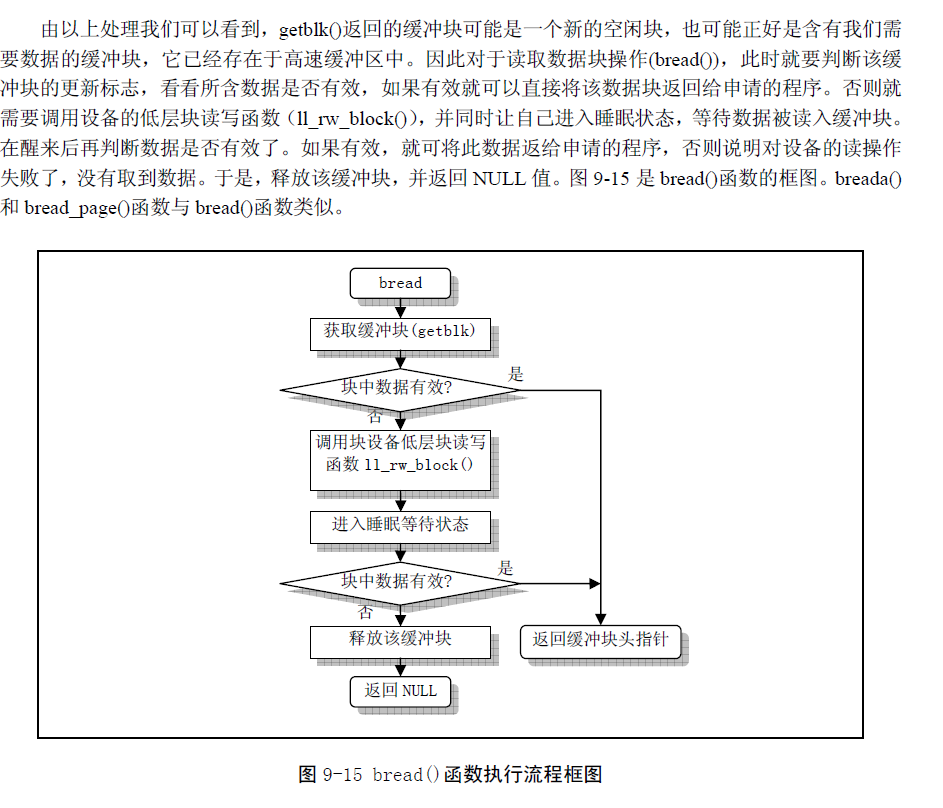 由以上处理我们可以看到，getblk()返回的缓冲块可能是一个新的空闲块，也可能正好是含有我们需
要数据的缓冲块，它已经存在于高速缓冲区中。因此对于读取数据块操作(bread())，此时就要判断该缓
冲块的更新标志，看看所含数据是否有效，如果有效就可以直接将该数据块返回给申请的程序。否则就
需要调用设备的低层块读写函数（ll_rw_block()），并同时让自己进入睡眠状态，等待数据被读入缓冲块。
在醒来后再判断数据是否有效了。如果有效，就可将此数据返给申请的程序，否则说明对设备的读操作
失败了，没有取到数据。于是，释放该缓冲块，并返回 NULL 值。图 9-15 是 bread()函数的框图。breada()
和 bread_page()函数与 bread()函数类似。
bread
获取缓冲块(getblk)
块中数据有效?
是
否
调用块设备低层块读写
函数 ll_rw_block()
进入睡眠等待状态
块中数据有效?
是
否
释放该缓冲块
返回缓冲块头指针
返回 NULL
图 9-15 bread()函数执行流程框图